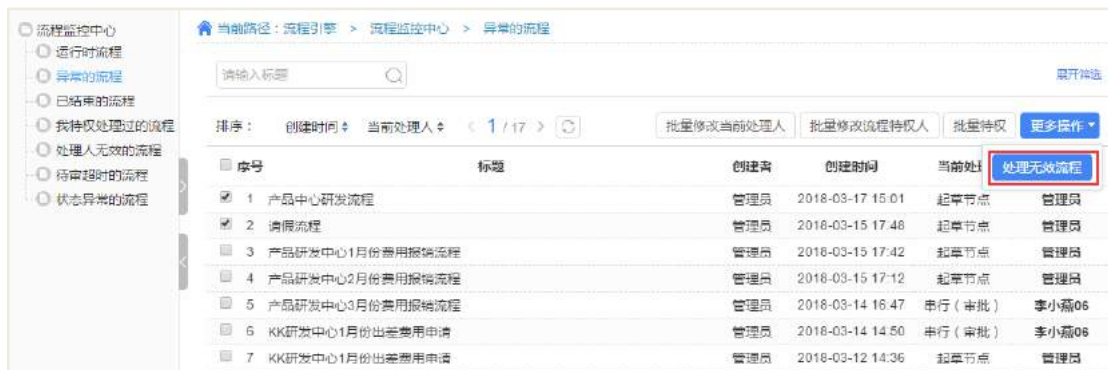 流程监控中心
运行时流程
异常的流程
已结束的流程
我特权处理过的流程
处理人无效的流程
待审超时的流程
状态异常的流程
当前路径：流程引擎 > 流程监控中心 > 异常的流程
请输入标题 展开筛选
排序： 创建时间 当前处理人 < 1 / 17 > 批量修改当前处理人 批量修改流程特权人 批量特权 更多操作
序号 标题 创建者 创建时间 当前处 处理无效流程
1 产品中心研发流程 管理员 2018-03-17 15:01 起草节点 管理员
2 请假流程 管理员 2018-03-15 17:48 起草节点 管理员
3 产品研发中心1月份费用报销流程 管理员 2018-03-15 17:42 起草节点 管理员
4 产品研发中心2月份费用报销流程 管理员 2018-03-15 17:12 起草节点 管理员
5 产品研发中心3月份费用报销流程 管理员 2018-03-14 16:47 串行（审批） 李小燕06
6 KK研发中心1月份出差费用申请 管理员 2018-03-14 14:50 串行（审批） 李小燕06
7 KK研发中心1月份出差费用申请 管理员 2018-03-12 14:36 起草节点 管理员